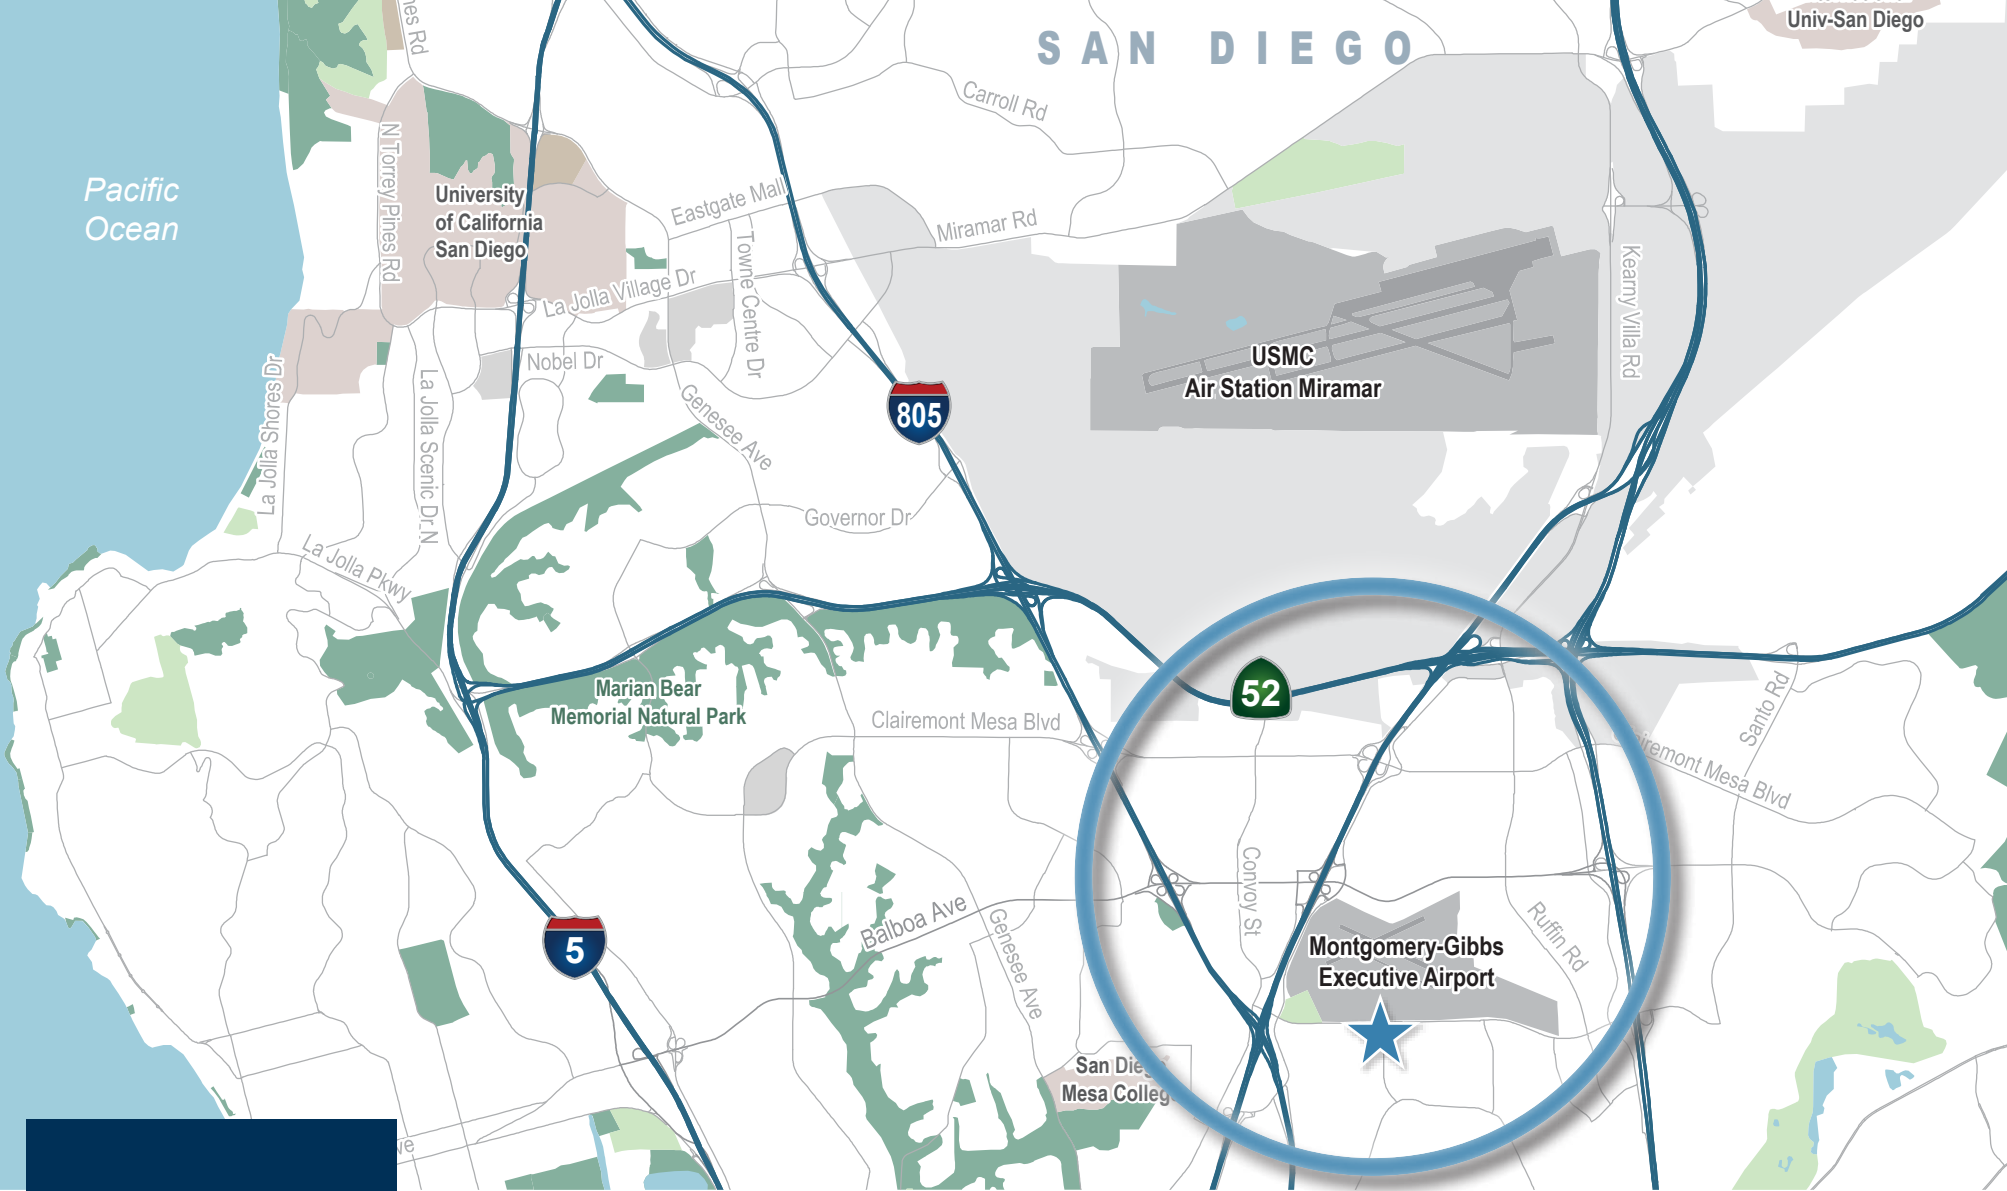 Univ-San Diego
SAN DIEGO
Carroll Rd
Pacific
Ocean
N Torrey Pines Rd
University
of California
San Diego
Eastgate Mall
Miramar Rd
Towne Centre Dr
La Jolla Village Dr
Kearny Villa Rd
USMC
Air Station Miramar
Nobel Dr
La Jolla Shores Dr
La Jolla Scenic Dr N
Genesee Ave
805
Governor Dr
La Jolla Pkwy
Marian Bear
Memorial Natural Park
52
Clairemont Mesa Blvd
Santo Rd
Clairemont Mesa Blvd
Convoy St
Balboa Ave
Genesee Ave
Ruffin Rd
5
Montgomery-Gibbs
Executive Airport
San Diego
Mesa Colleg